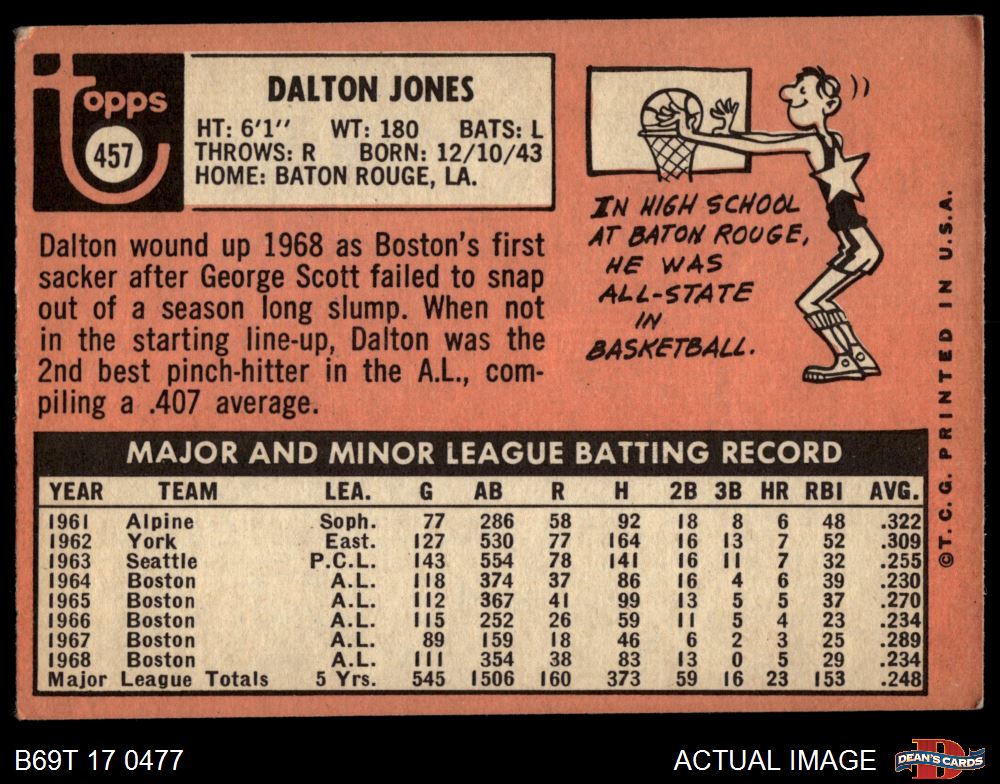 Topps
457
DALTON JONES
HT: 6'1'' WT: 180 BATS: L
THROWS: R BORN: 12/10/43
HOME: BATON ROUGE, LA.
Dalton wound up 1968 as Boston's first
sacker after George Scott failed to snap
out of a season long slump. When not
in the starting line-up, Dalton was the
2nd best pinch-hitter in the A.L., com-
piling a .407 average.
IN HIGH SCHOOL
AT BATON ROUGE,
HE WAS
ALL-STATE
IN
BASKETBALL.
©T. C. G. PRINTED IN U.S.A.
MAJOR AND MINOR LEAGUE BATTING RECORD
YEAR TEAM LEA. G AB R H 2B 3B HR RBI AVG.
1961 Alpine Soph. 77 286 58 92 18 8 6 48 .322
1962 York East. 127 530 77 164 16 13 7 52 .309
1963 Seattle P.C.L. 143 554 78 141 16 11 7 32 .255
1964 Boston A.L. 118 374 37 86 16 4 6 39 .230
1965 Boston A.L. 112 367 41 99 13 5 5 37 .270
1966 Boston A.L. 115 252 26 59 11 5 4 23 .234
1967 Boston A.L. 89 159 18 46 6 2 3 25 .289
1968 Boston A.L. 111 354 38 83 13 0 5 29 .234
Major League Totals 5 Yrs. 545 1506 160 373 59 16 23 153 .248
B69T 17 0477
ACTUAL IMAGE
DEAN'S CARDS